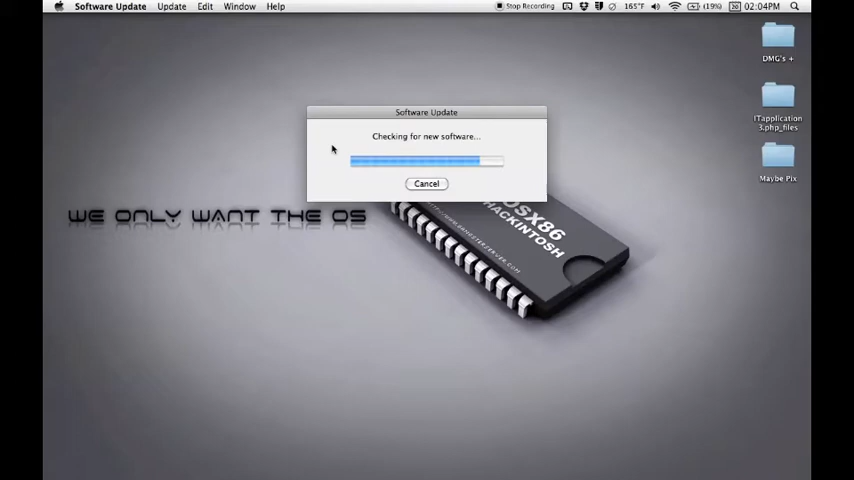 Software Update Update Edit Window Help Stop Recording 165°F (19%) 20 02:04PM
DMG's +
Software Update
Checking for new software...
ITapplication
3.php_files
Cancel
Maybe Pix
WE ONLY WANT THE OS
OSX86
HACKINTOSH